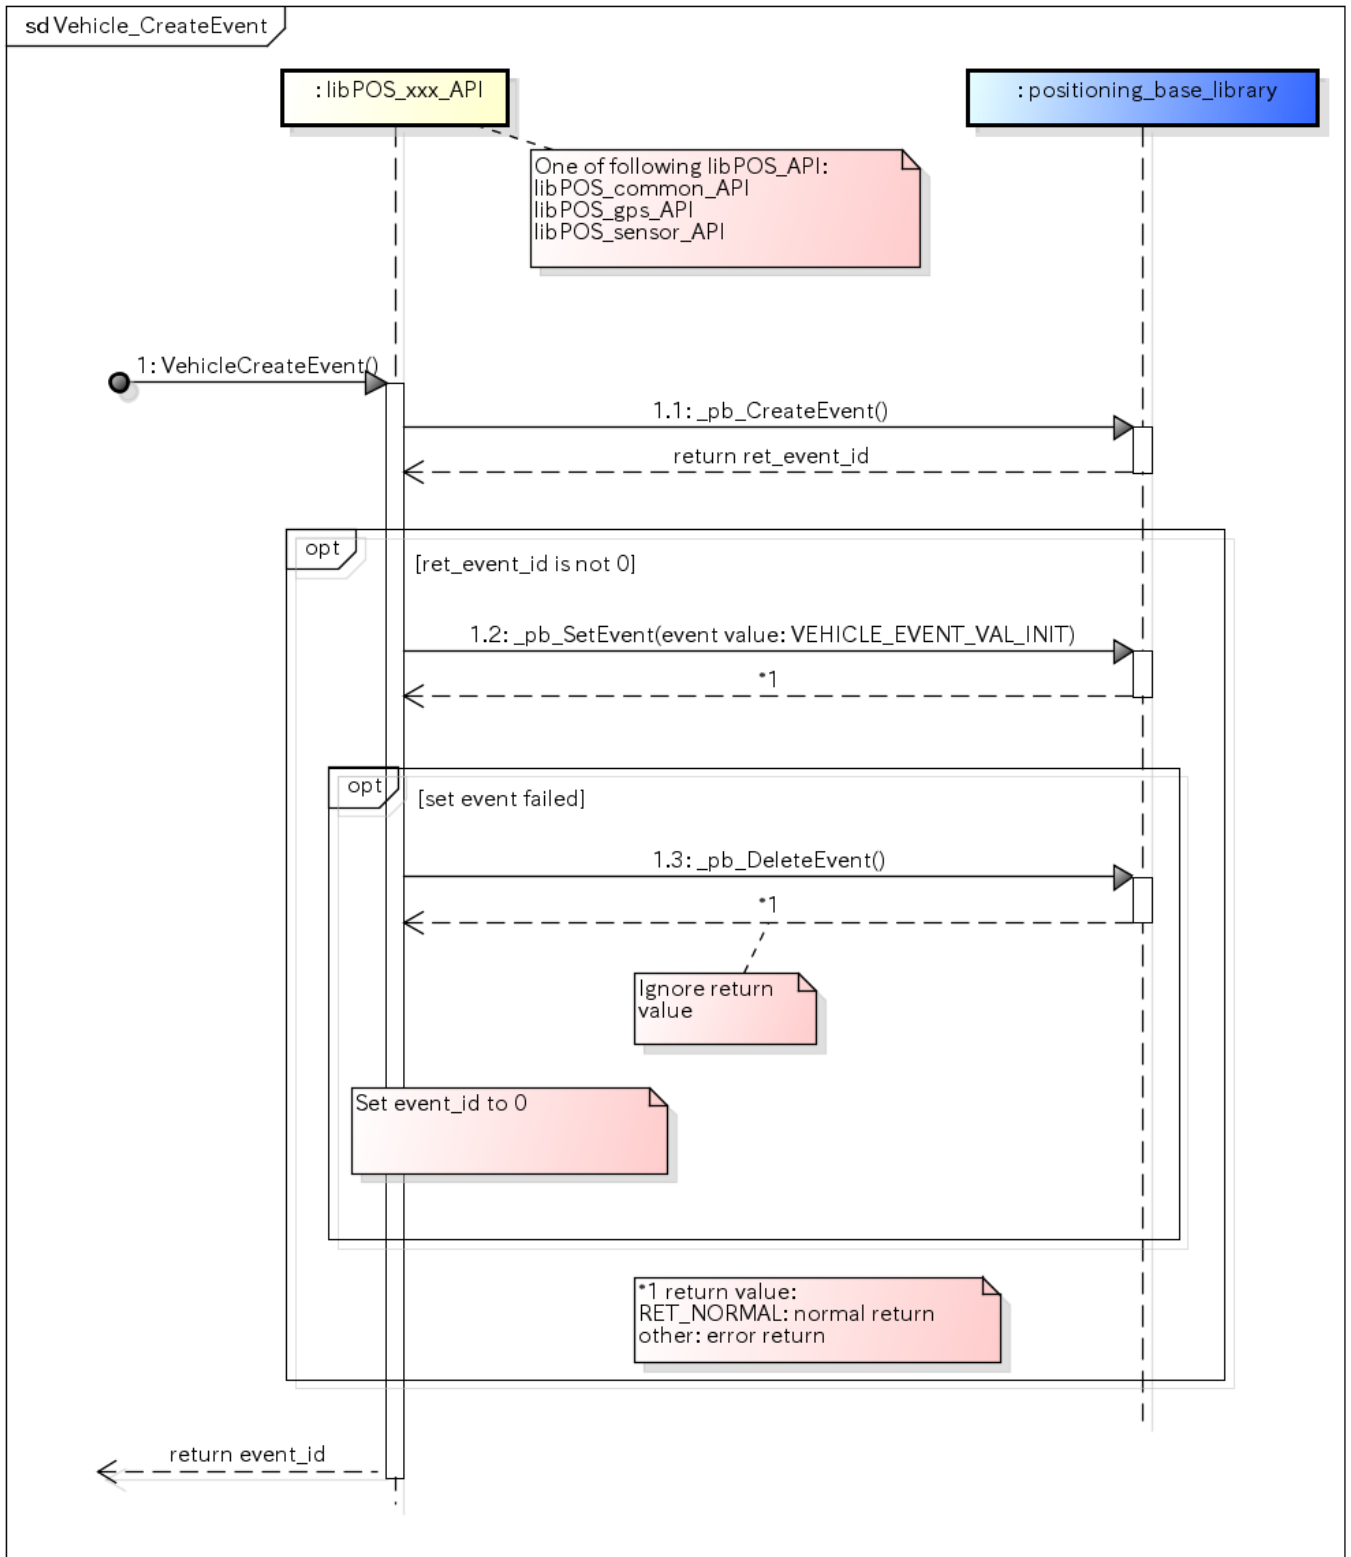 sd Vehicle_CreateEvent
: libPOS_xxx_API
: positioning_base_library
One of following libPOS_API:
libPOS_common_API
libPOS_gps_API
libPOS_sensor_API
1: VehicleCreateEvent()
1.1: _pb_CreateEvent()
return ret_event_id
opt
[ret_event_id is not 0]
1.2: _pb_SetEvent(event value: VEHICLE_EVENT_VAL_INIT)
*1
opt
[set event failed]
1.3: _pb_DeleteEvent()
*1
Ignore return
value
Set event_id to 0
*1 return value:
RET_NORMAL: normal return
other: error return
return event_id